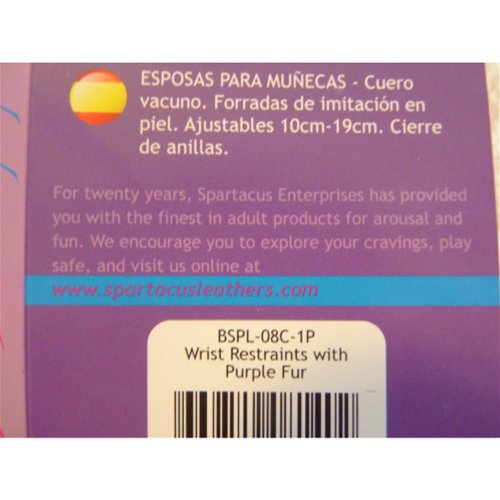 ESPOSAS PARA MUÑECAS - Cuero
vacuno. Forradas de imitación en
piel. Ajustables 10cm-19cm. Cierre
de anillas.
For twenty years, Spartacus Enterprises has provided
you with the finest in adult products for arousal and
fun. We encourage you to explore your cravings, play
safe, and visit us online at
www.spartacusleathers.com
BSPL-08C-1P
Wrist Restraints with
Purple Fur